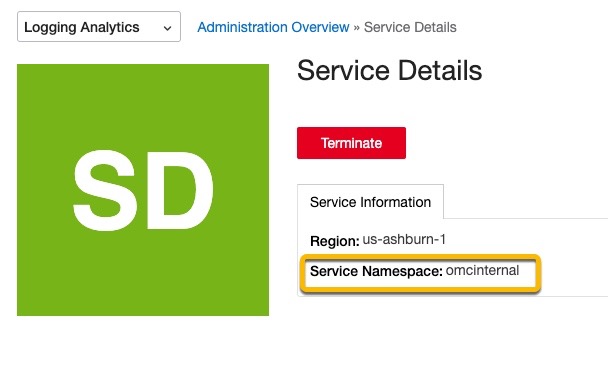 Logging Analytics
Administration Overview » Service Details
SD
Service Details
Terminate
Service Information
Region: us-ashburn-1
Service Namespace: omcinternal